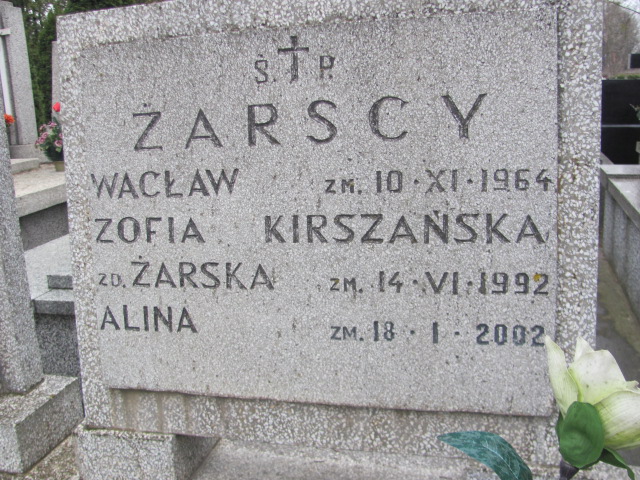 Ś. P.
ŻARSCY
WACŁAW ZM. 10 · XI · 1964
ZOFIA KIRSZAŃSKA
ZD. ŻARSKA ZM. 14 · VI · 1992
ALINA ZM. 18 · I · 2002